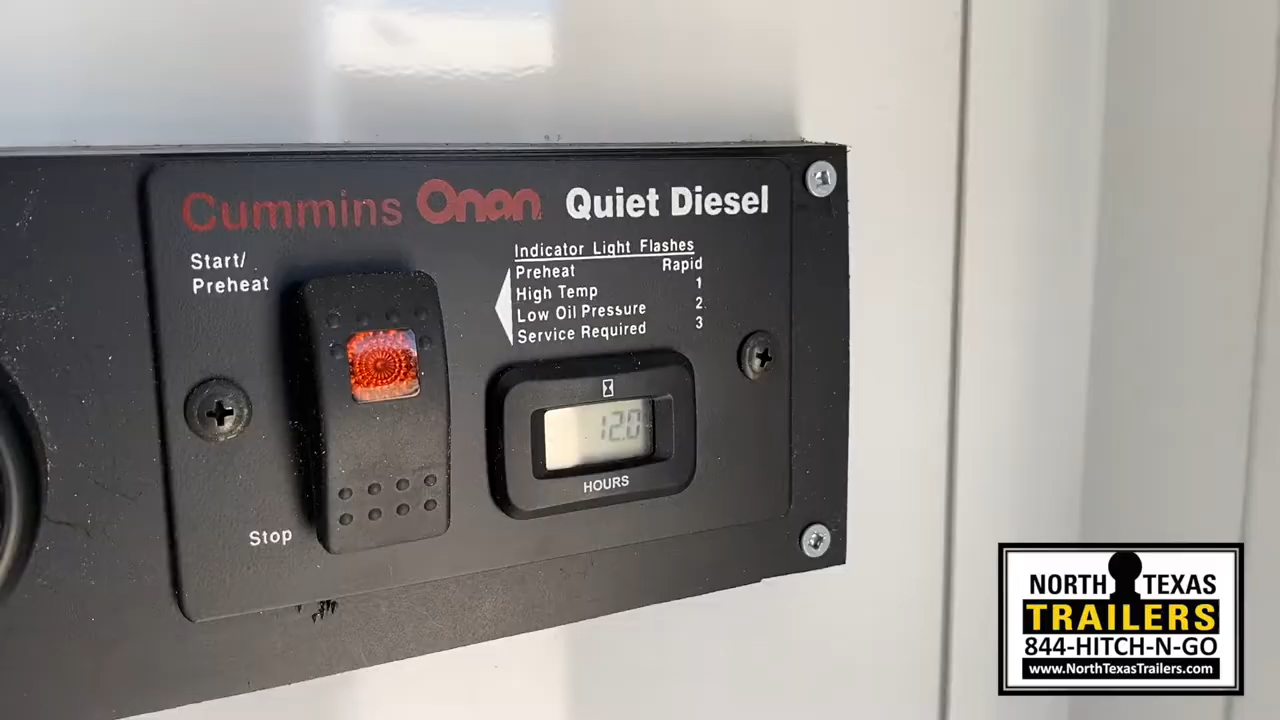 Cummins Onan Quiet Diesel
Start/
Preheat
Indicator Light Flashes
Preheat Rapid
High Temp 1
Low Oil Pressure 2
Service Required 3
12.0
HOURS
Stop
NORTH TEXAS
TRAILERS
844-HITCH-N-GO
www.NorthTexasTrailers.com